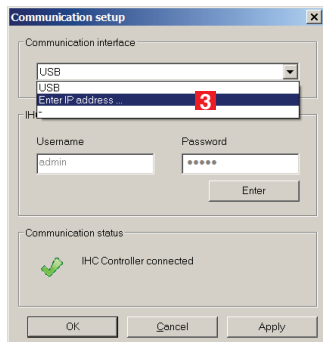 Communication setup
Communication interface
USB
USB
Enter IP address ... 3
-
IH
Username Password
admin •••••
Enter
Communication status
IHC Controller connected
OK Cancel Apply